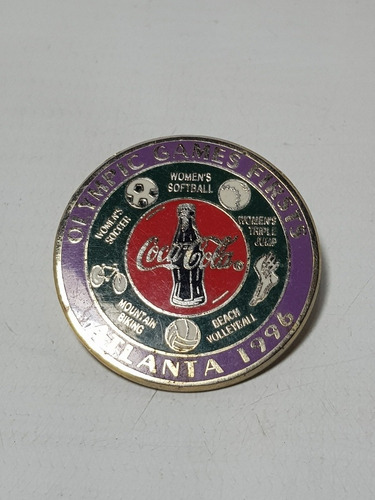 OLYMPIC GAMES FIRSTS
WOMEN'S
SOFTBALL
WOMEN'S
TRIPLE
JUMP
BEACH
VOLLEYBALL
MOUNTAIN
BIKING
WOMEN'S
SOCCER
Coca-Cola
ATLANTA 1996